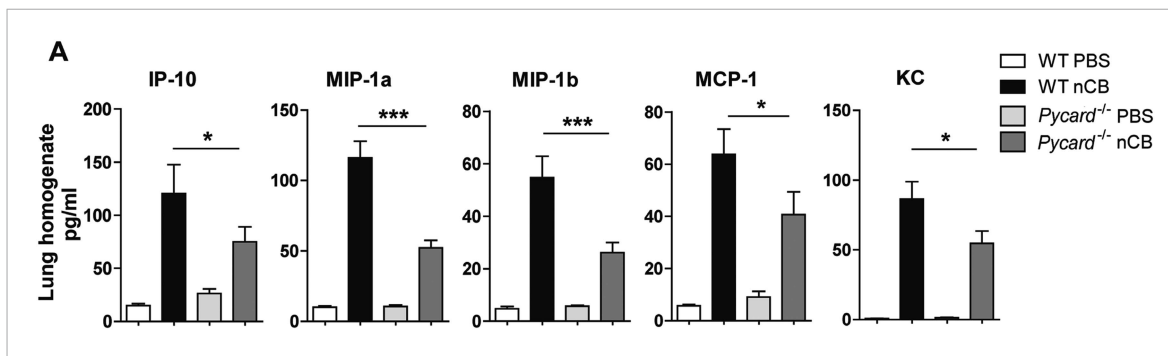 A
IP-10
MIP-1a
MIP-1b
MCP-1
KC
WT PBS
WT nCB
Pycard-/- PBS
Pycard-/- nCB
Lung homogenate
pg/ml
200
150
100
50
0
*
150
100
50
0
***
80
60
40
20
0
***
80
60
40
20
0
*
150
100
50
0
*